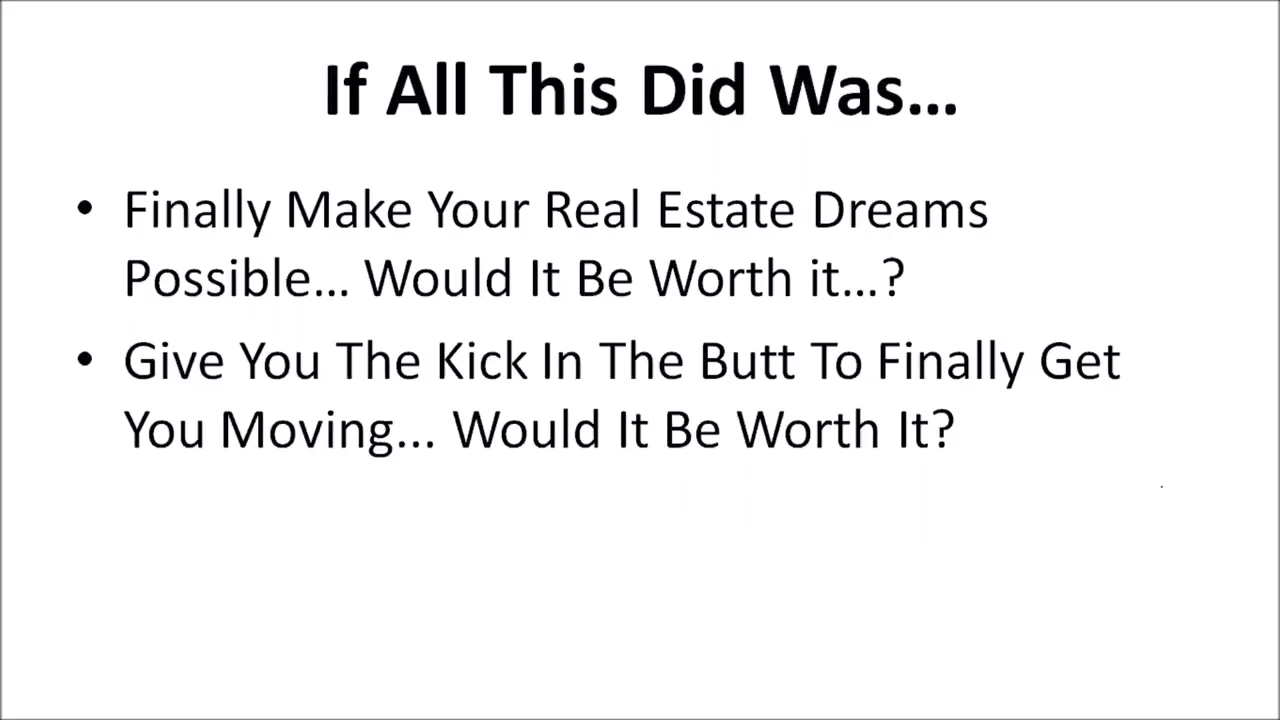 If All This Did Was...
• Finally Make Your Real Estate Dreams
Possible... Would It Be Worth it...?
• Give You The Kick In The Butt To Finally Get
You Moving... Would It Be Worth It?